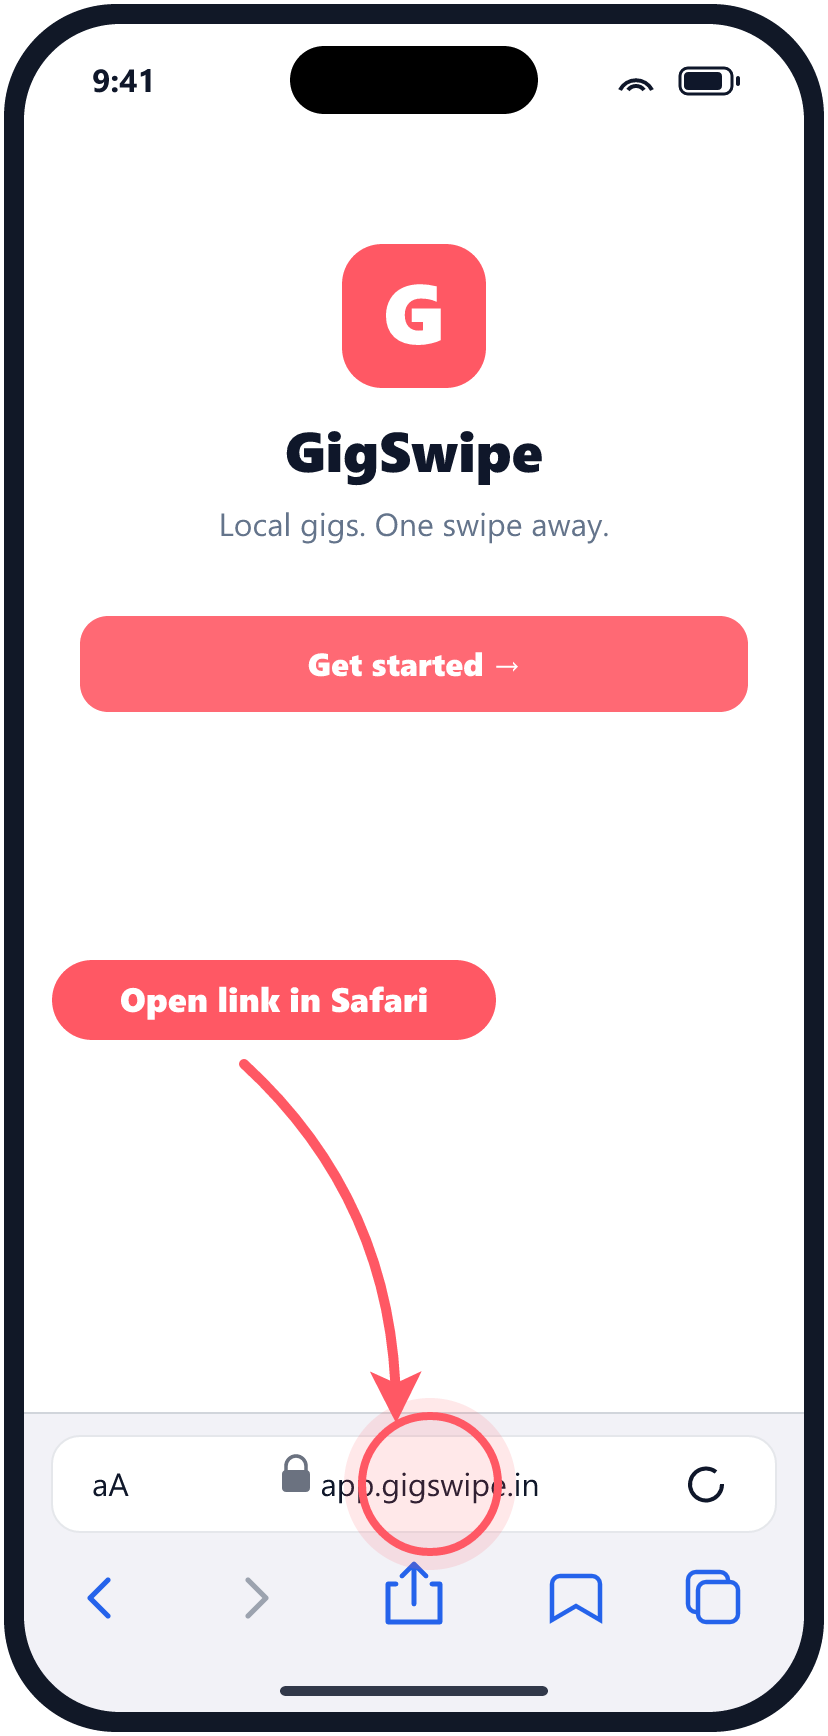 9:41
G
GigSwipe
Local gigs. One swipe away.
Get started →
Open link in Safari
aA app.gigswipe.in